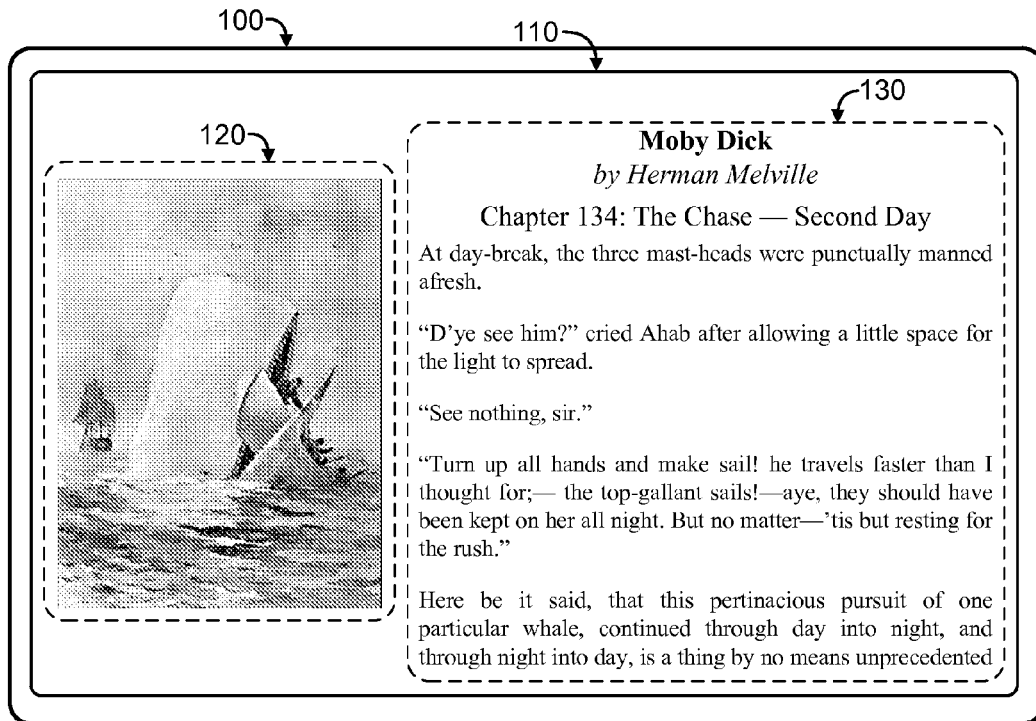 100
110
120
130
Moby Dick
by Herman Melville
Chapter 134: The Chase — Second Day
At day-break, the three mast-heads were punctually manned
afresh.
“D’ye see him?” cried Ahab after allowing a little space for
the light to spread.
“See nothing, sir.”
“Turn up all hands and make sail! he travels faster than I
thought for;— the top-gallant sails!—aye, they should have
been kept on her all night. But no matter—’tis but resting for
the rush.”
Here be it said, that this pertinacious pursuit of one
particular whale, continued through day into night, and
through night into day, is a thing by no means unprecedented